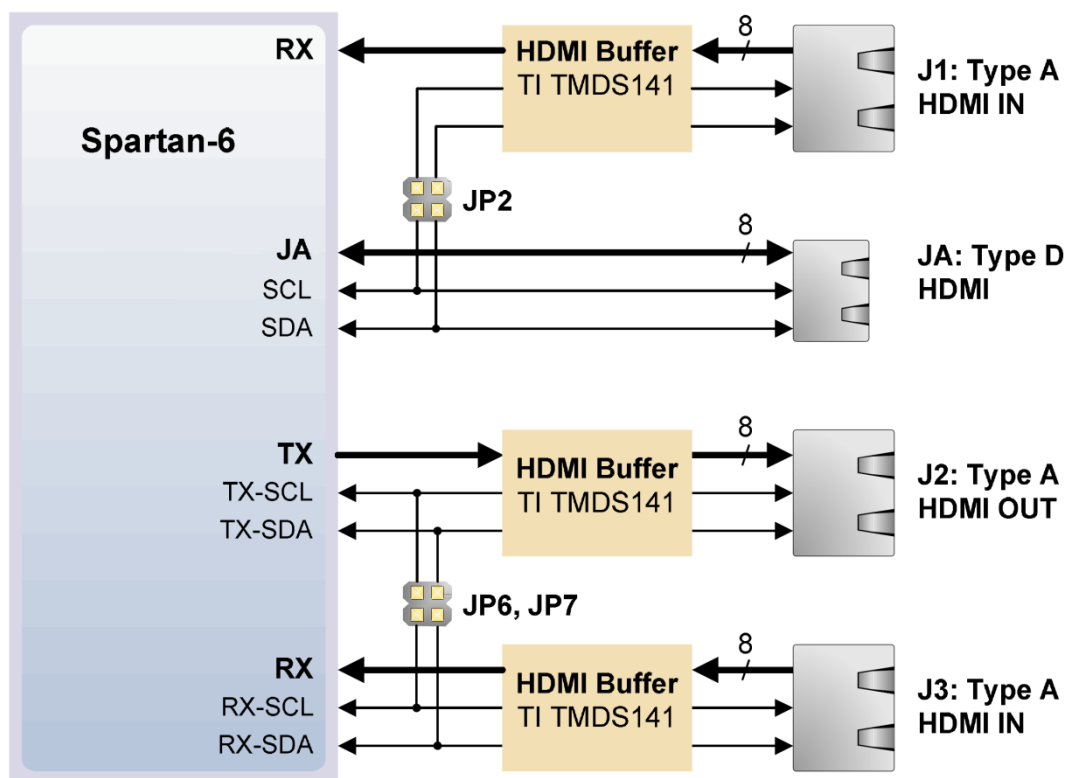 RX
8
HDMI Buffer
TI TMDS141
J1: Type A
HDMI IN
Spartan-6
JP2
JA
8
JA: Type D
HDMI
SCL
SDA
TX
8
HDMI Buffer
TI TMDS141
J2: Type A
HDMI OUT
TX-SCL
TX-SDA
JP6, JP7
RX
8
HDMI Buffer
TI TMDS141
J3: Type A
HDMI IN
RX-SCL
RX-SDA